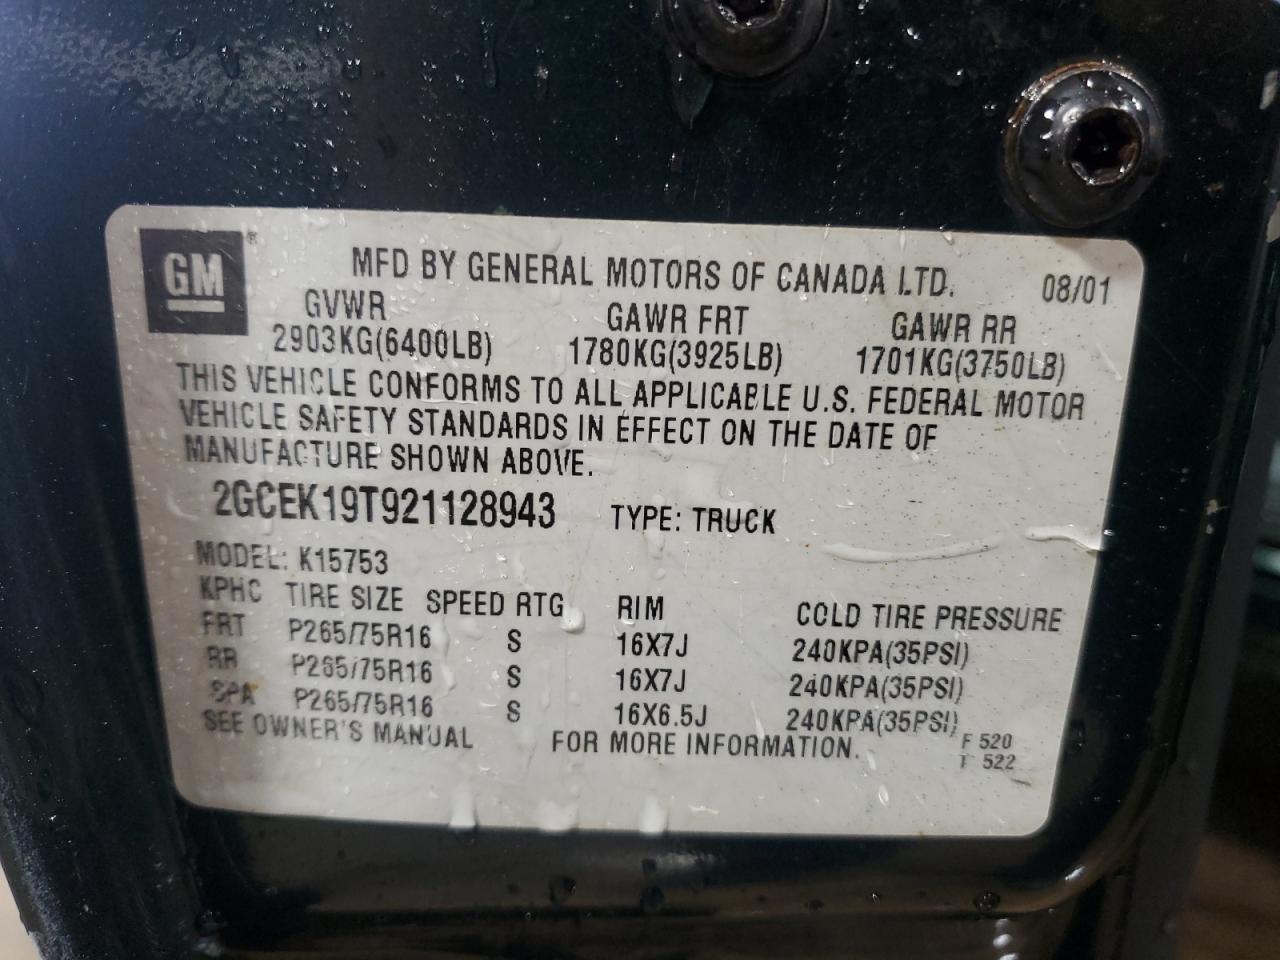 GM®
MFD BY GENERAL MOTORS OF CANADA LTD. 08/01
GVWR GAWR FRT GAWR RR
2903KG(6400LB) 1780KG(3925LB) 1701KG(3750LB)
THIS VEHICLE CONFORMS TO ALL APPLICABLE U.S. FEDERAL MOTOR
VEHICLE SAFETY STANDARDS IN EFFECT ON THE DATE OF
MANUFACTURE SHOWN ABOVE.
2GCEK19T921128943 TYPE: TRUCK
MODEL: K15753
KPHC TIRE SIZE SPEED RTG RIM COLD TIRE PRESSURE
FRT P265/75R16 S 16X7J 240KPA(35PSI)
RR P265/75R16 S 16X7J 240KPA(35PSI)
SPA P265/75R16 S 16X6.5J 240KPA(35PSI)
SEE OWNER'S MANUAL FOR MORE INFORMATION.
F 520
T 522